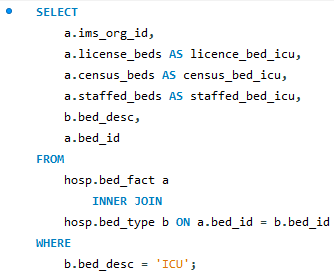 SELECT
a.ims_org_id,
a.license_beds AS licence_bed_icu,
a.census_beds AS census_bed_icu,
a.staffed_beds AS staffed_bed_icu,
b.bed_desc,
a.bed_id
FROM
hosp.bed_fact a
INNER JOIN
hosp.bed_type b ON a.bed_id = b.bed_id
WHERE
b.bed_desc = 'ICU';